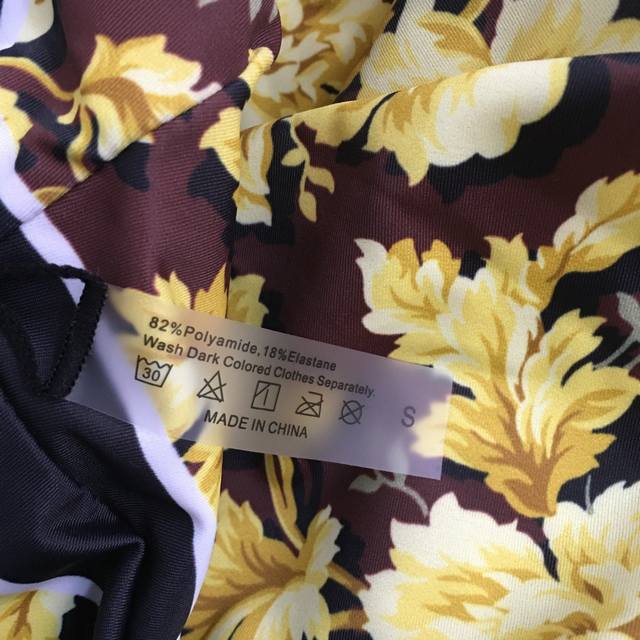 82%Polyamide,18%Elastane
Wash Dark Colored Clothes Separately.
30
S
MADE IN CHINA